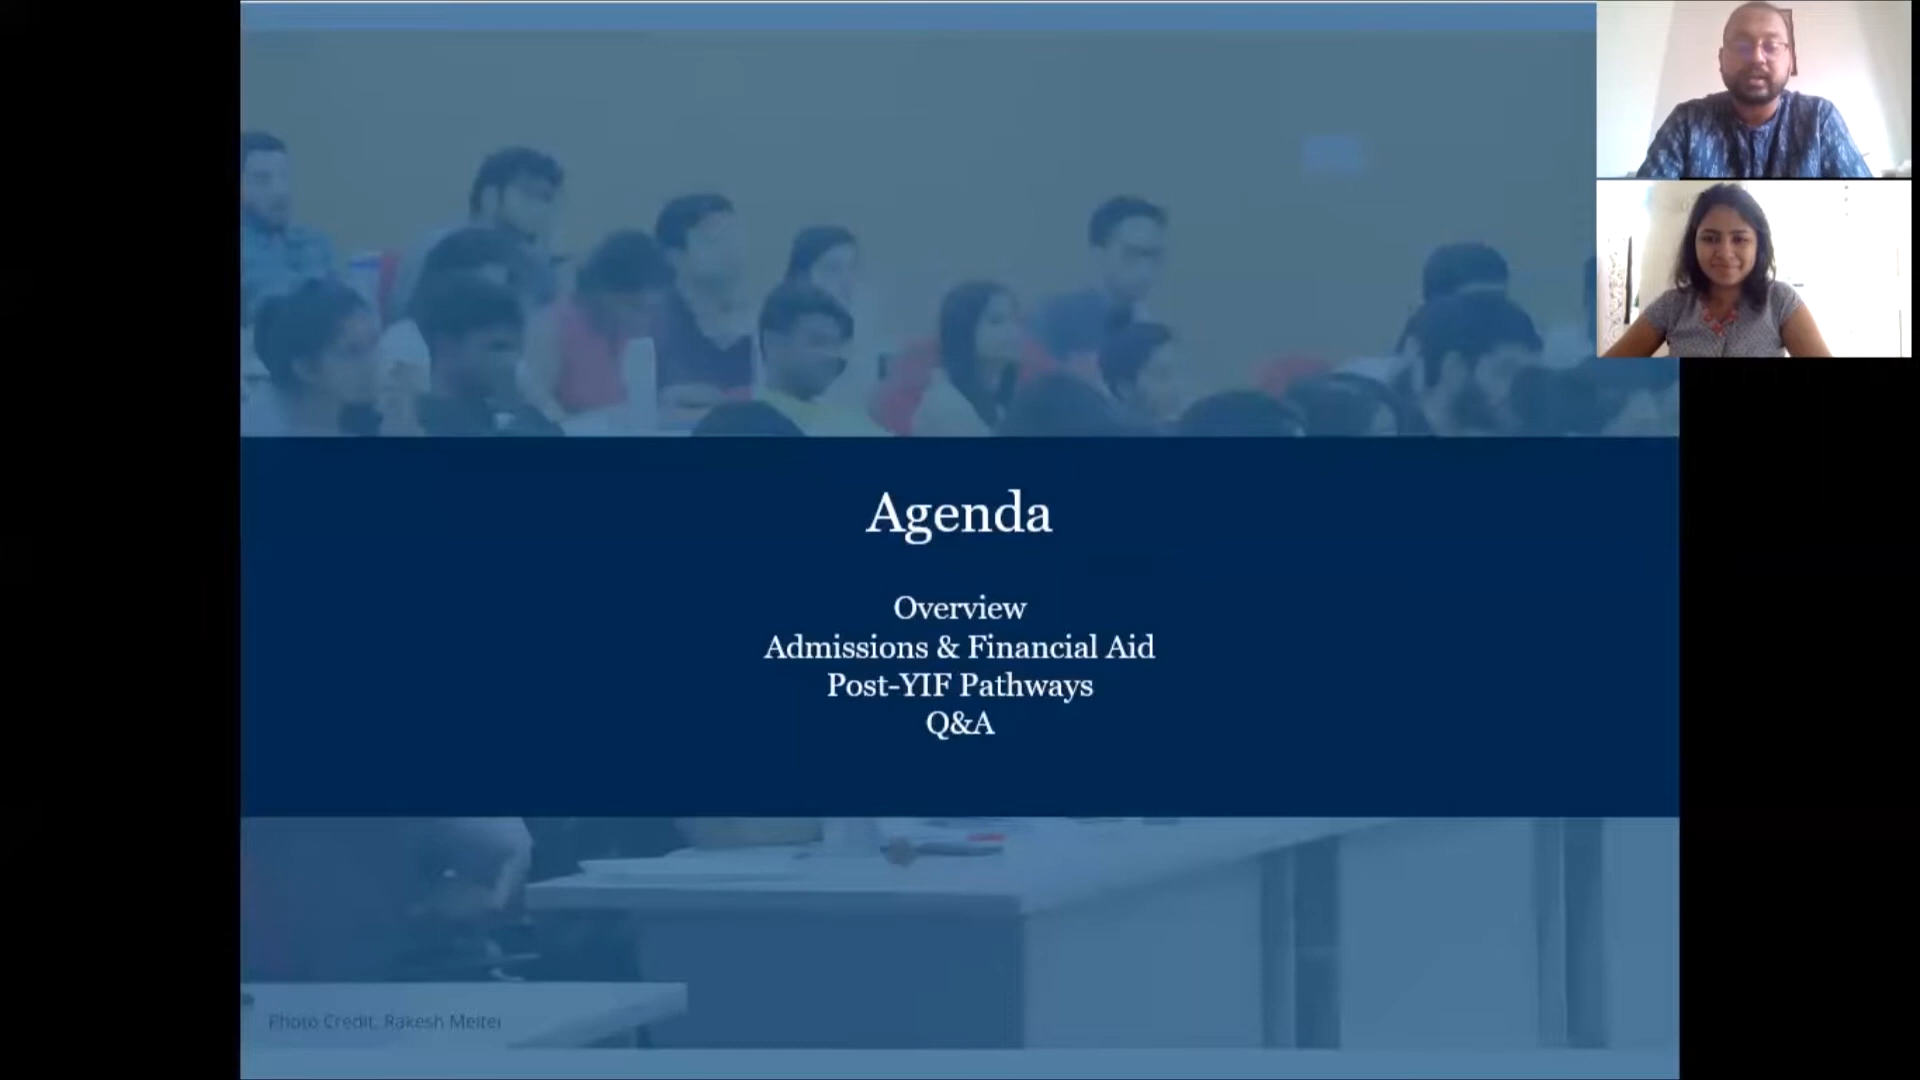 Agenda
Overview
Admissions & Financial Aid
Post-YIF Pathways
Q&A
Photo Credit: Rakesh Meitei